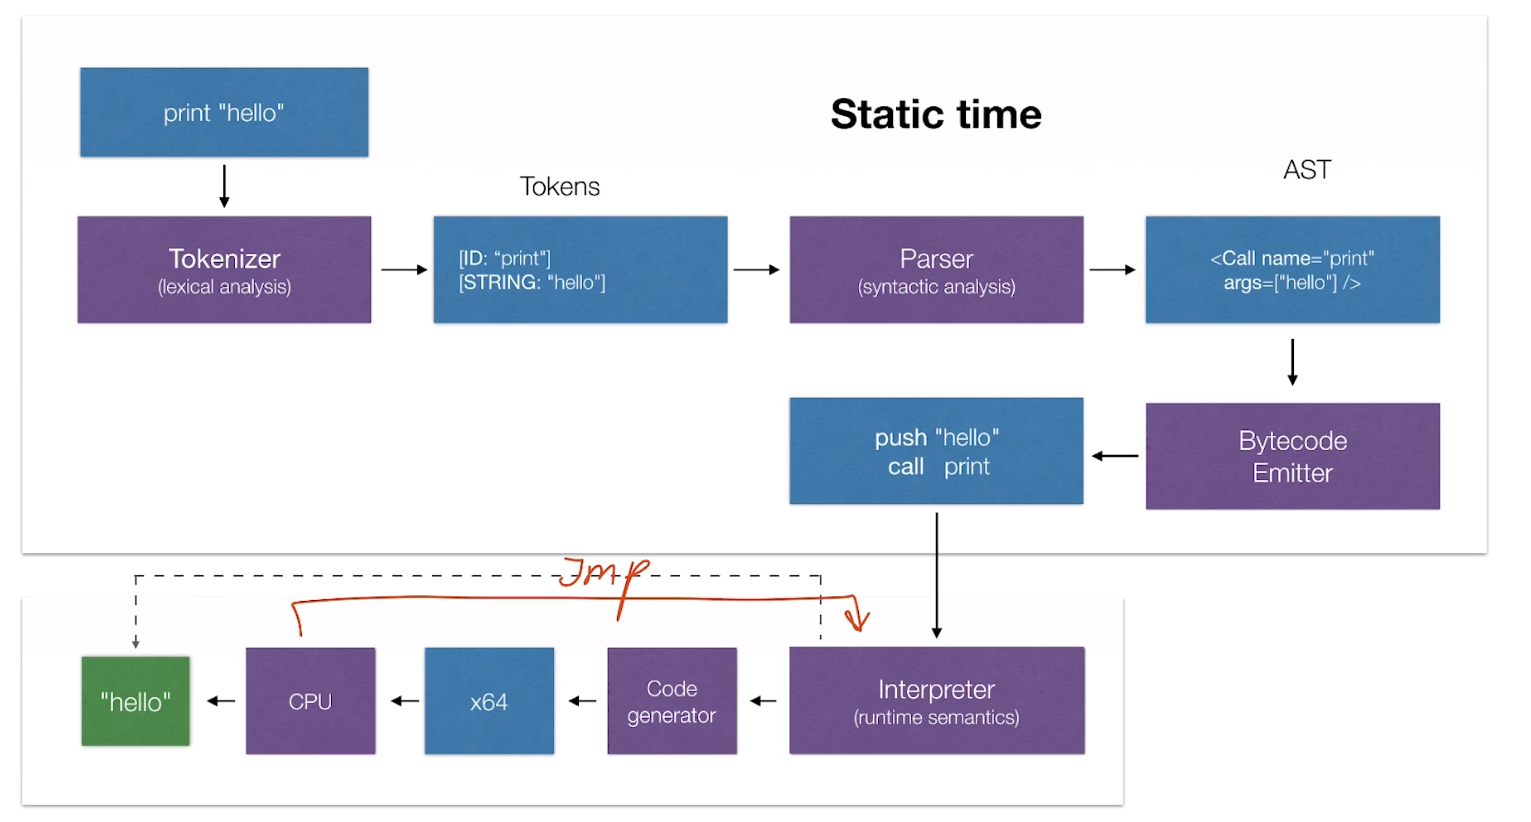 print "hello"
Static time
Tokens
AST
Tokenizer
(lexical analysis)
[ID: “print"]
[STRING: "hello"]
Parser
(syntactic analysis)
<Call name="print"
args=["hello"] />
push "hello"
call print
Bytecode
Emitter
Jmp
"hello"
CPU
x64
Code
generator
Interpreter
(runtime semantics)